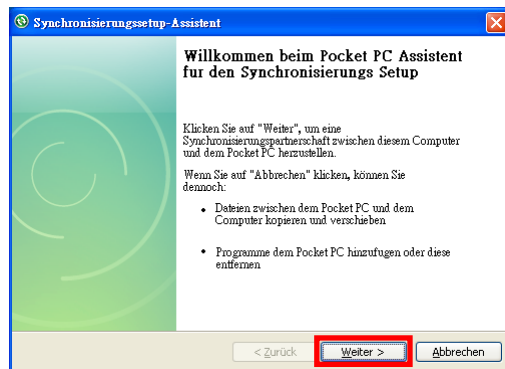 Synchronisierungssetup-Assistent
Willkommen beim Pocket PC Assistent
fur den Synchronisierungs Setup
Klicken Sie auf "Weiter", um eine
Synchronisierungspartnerschaft zwischen diesem Computer
und dem Pocket PC herzustellen.
Wenn Sie auf "Abbrechen" klicken, können Sie
dennoch:
• Dateien zwischen dem Pocket PC und dem
Computer kopieren und verschieben
• Programme dem Pocket PC hinzufugen oder diese
entfernen
< Zurück Weiter > Abbrechen